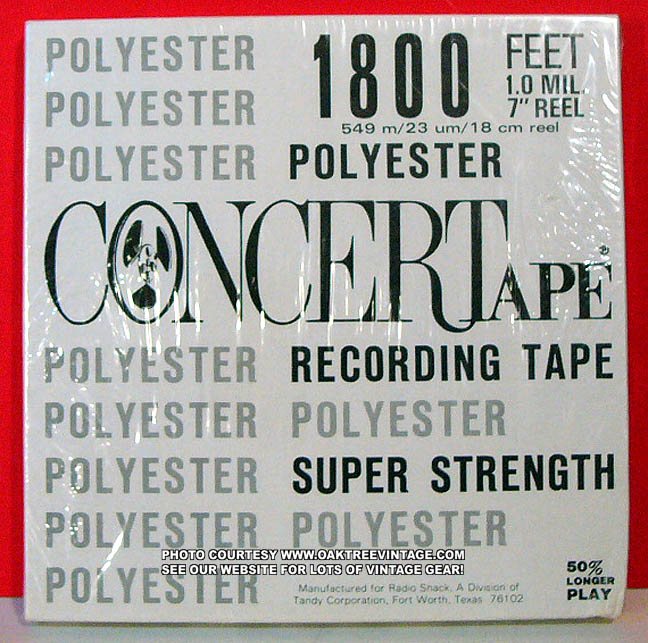 POLYESTER 1800 FEET
POLYESTER 1.0 MIL.
7" REEL
549 m/23 um/18 cm reel
POLYESTER POLYESTER
CONCERTAPE®
POLYESTER RECORDING TAPE
POLYESTER POLYESTER
POLYESTER SUPER STRENGTH
POLYESTER POLYESTER
PHOTO COURTESY WWW.OAKTREEVINTAGE.COM
SEE OUR WEBSITE FOR LOTS OF VINTAGE GEAR!
POLYESTER
Manufactured for Radio Shack, A Division of
Tandy Corporation, Fort Worth, Texas 76102
50%
LONGER
PLAY